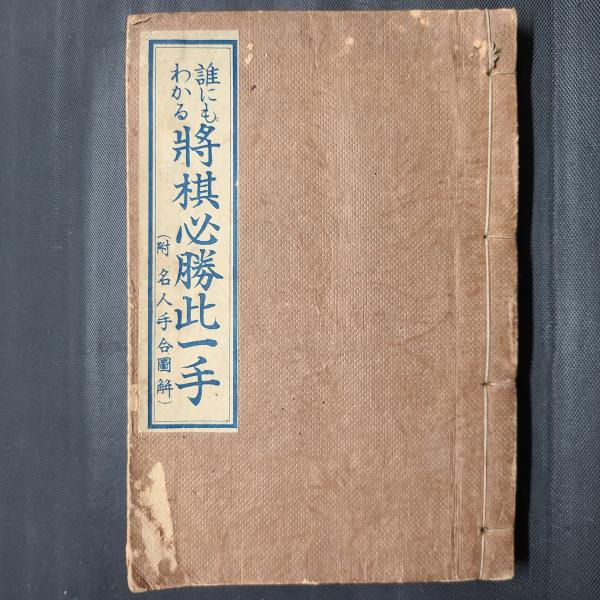 誰にも
わかる
將棋必勝此一手
(附 名人手合圖解)